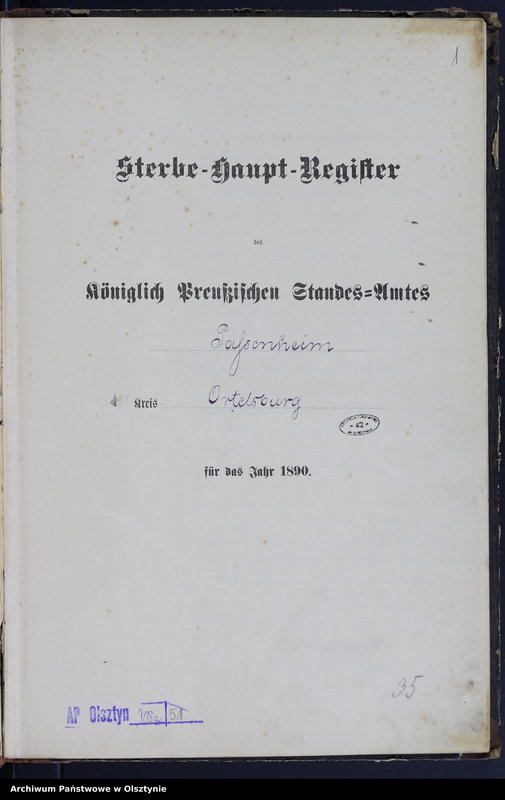 1
Sterbe-Haupt-Register
des
Königlich Preußischen Standes=Amtes
Passenheim
Kreis Ortelsburg
42
für das Jahr 1890.
35
AP Olsztyn 51
Archiwum Państwowe w Olsztynie